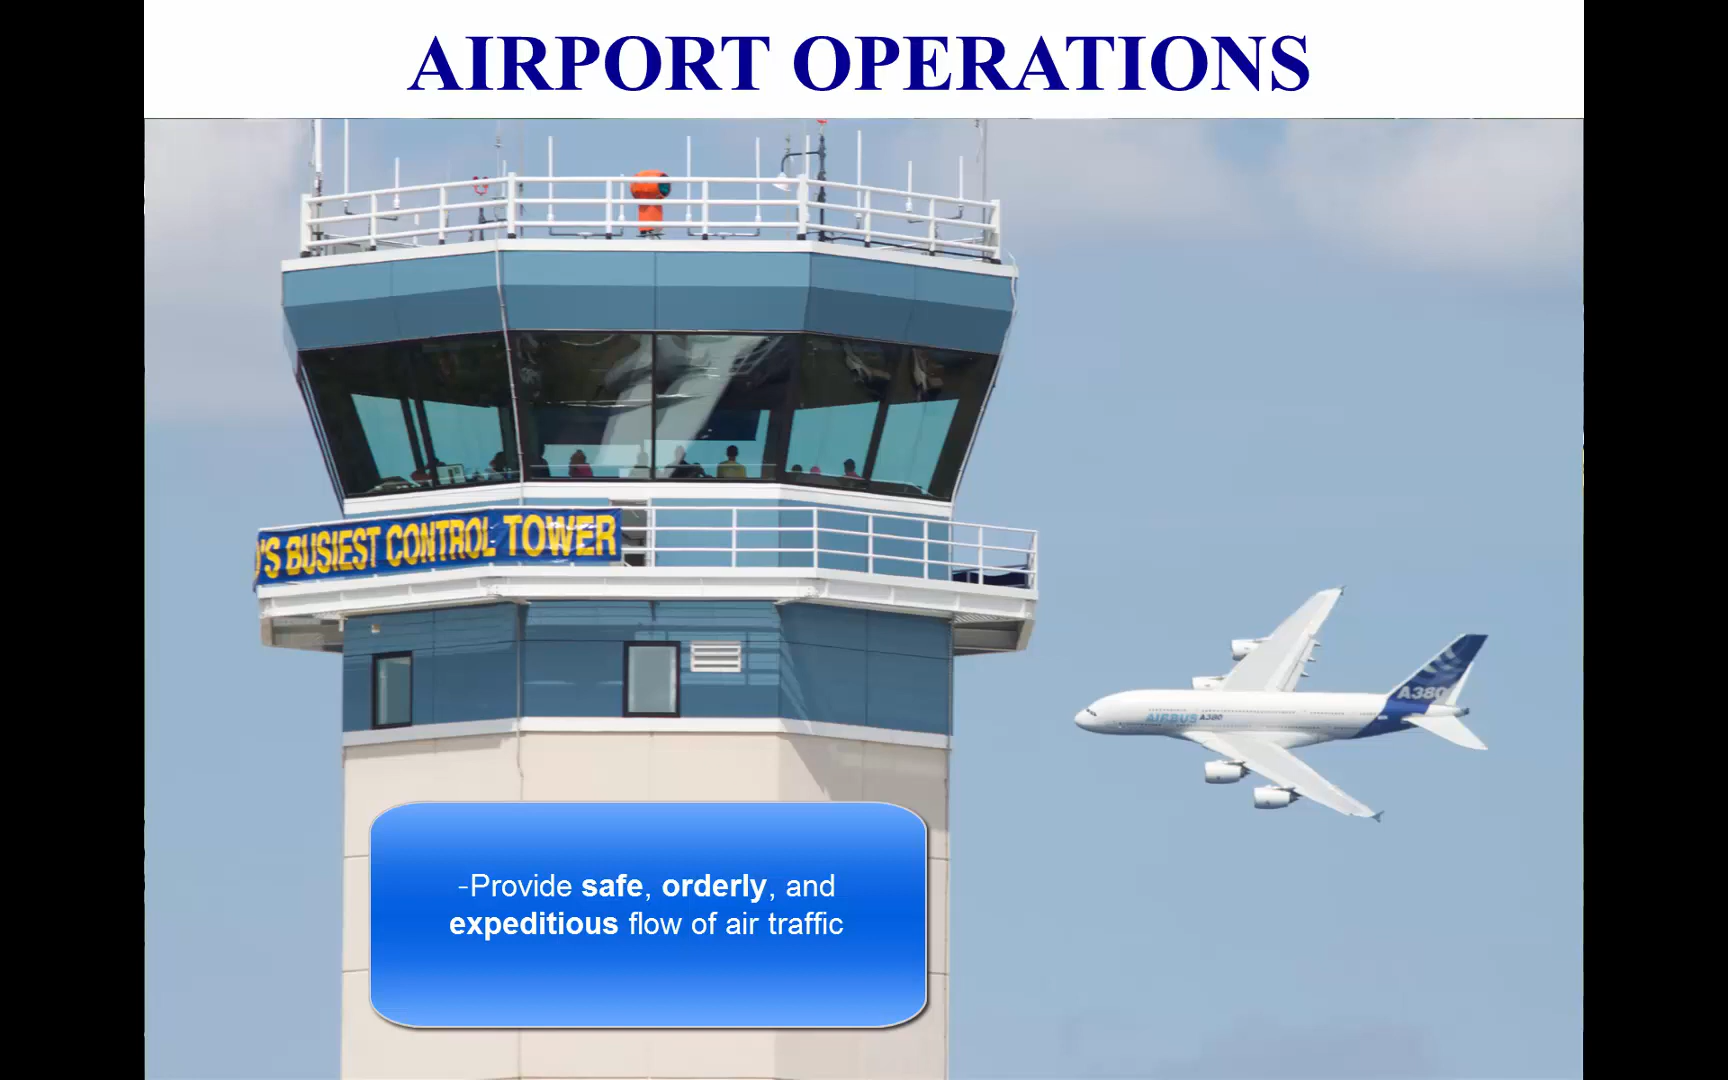 AIRPORT OPERATIONS
'S BUSIEST CONTROL TOWER
A380
AIRBUS A380
-Provide safe, orderly, and
expeditious flow of air traffic